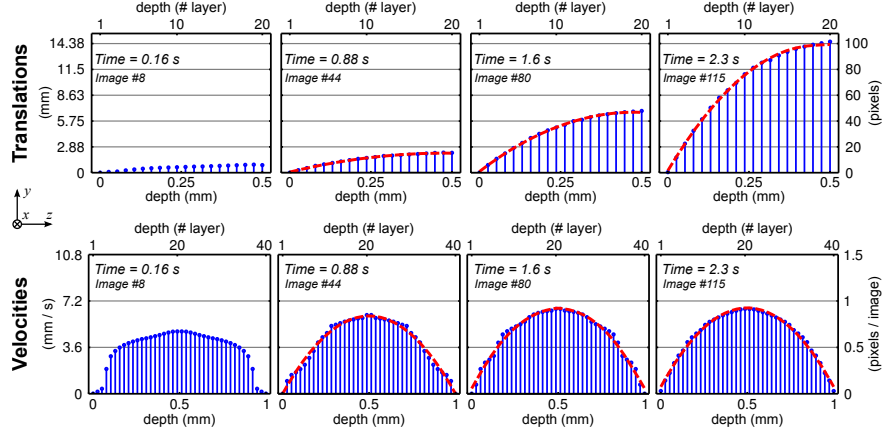 depth (# layer) depth (# layer) depth (# layer) depth (# layer)
1 10 20 1 10 20 1 10 20 1 10 20
Translations
(mm)
14.38
11.5
8.63
5.75
2.88
0
Time = 0.16 s
Image #8
Time = 0.88 s
Image #44
Time = 1.6 s
Image #80
Time = 2.3 s
Image #115
100
80
60
40
20
0
(pixels)
0 0.25 0.5 0 0.25 0.5 0 0.25 0.5 0 0.25 0.5
depth (mm) depth (mm) depth (mm) depth (mm)
y
x z
depth (# layer) depth (# layer) depth (# layer) depth (# layer)
1 20 40 1 20 40 1 20 40 1 20 40
Velocities
(mm / s)
10.8
7.2
3.6
0
Time = 0.16 s
Image #8
Time = 0.88 s
Image #44
Time = 1.6 s
Image #80
Time = 2.3 s
Image #115
1.5
1
0.5
0
(pixels / image)
0 0.5 1 0 0.5 1 0 0.5 1 0 0.5 1
depth (mm) depth (mm) depth (mm) depth (mm)